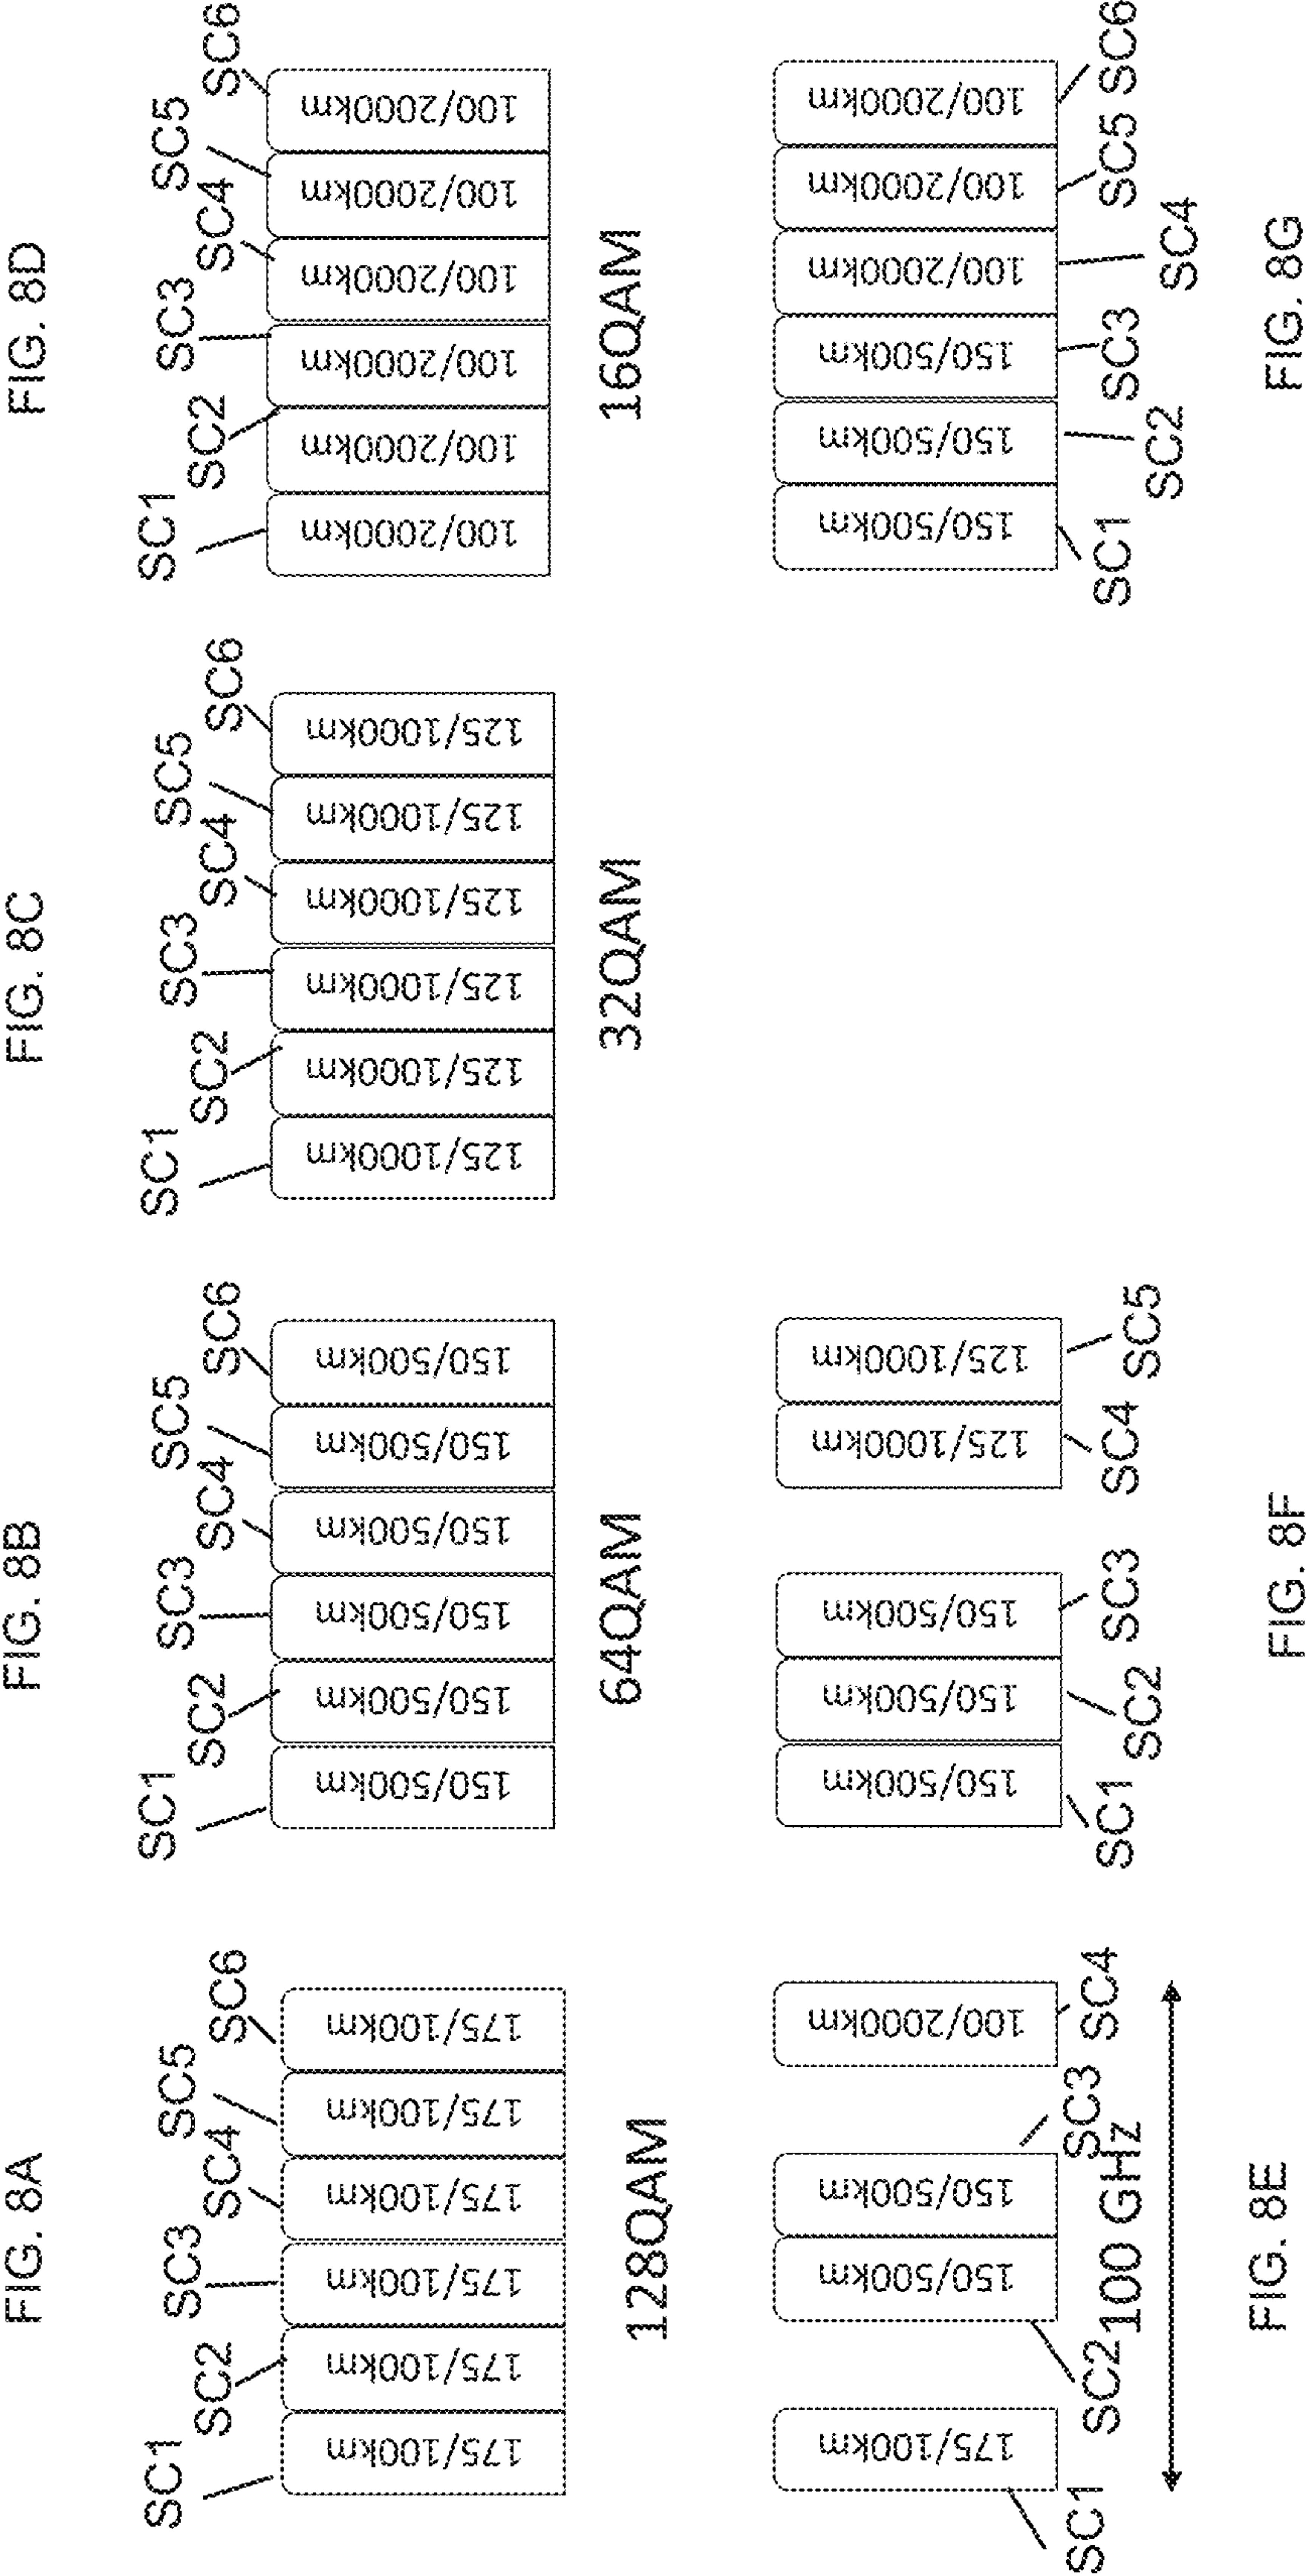 FIG. 8A
SC1
SC2
SC3
SC4
SC5
SC6
175/100km
175/100km
175/100km
175/100km
175/100km
175/100km
128QAM
FIG. 8B
SC1
SC2
SC3
SC4
SC5
SC6
150/500km
150/500km
150/500km
150/500km
150/500km
150/500km
64QAM
FIG. 8C
SC1
SC2
SC3
SC4
SC5
SC6
125/1000km
125/1000km
125/1000km
125/1000km
125/1000km
125/1000km
32QAM
FIG. 8D
SC1
SC2
SC3
SC4
SC5
SC6
100/2000km
100/2000km
100/2000km
100/2000km
100/2000km
100/2000km
16QAM
175/100km
150/500km
150/500km
100/2000km
SC1
SC2
SC3
SC4
100 GHz
FIG. 8E
150/500km
150/500km
150/500km
125/1000km
125/1000km
SC1
SC2
SC3
SC4
SC5
FIG. 8F
150/500km
150/500km
150/500km
100/2000km
100/2000km
100/2000km
SC1
SC2
SC3
SC4
SC5
SC6
FIG. 8G